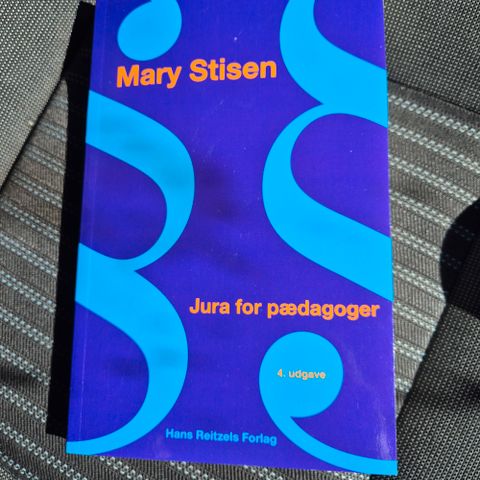 Mary Stisen
Jura for pædagoger
4. udgave
Hans Reitzels Forlag